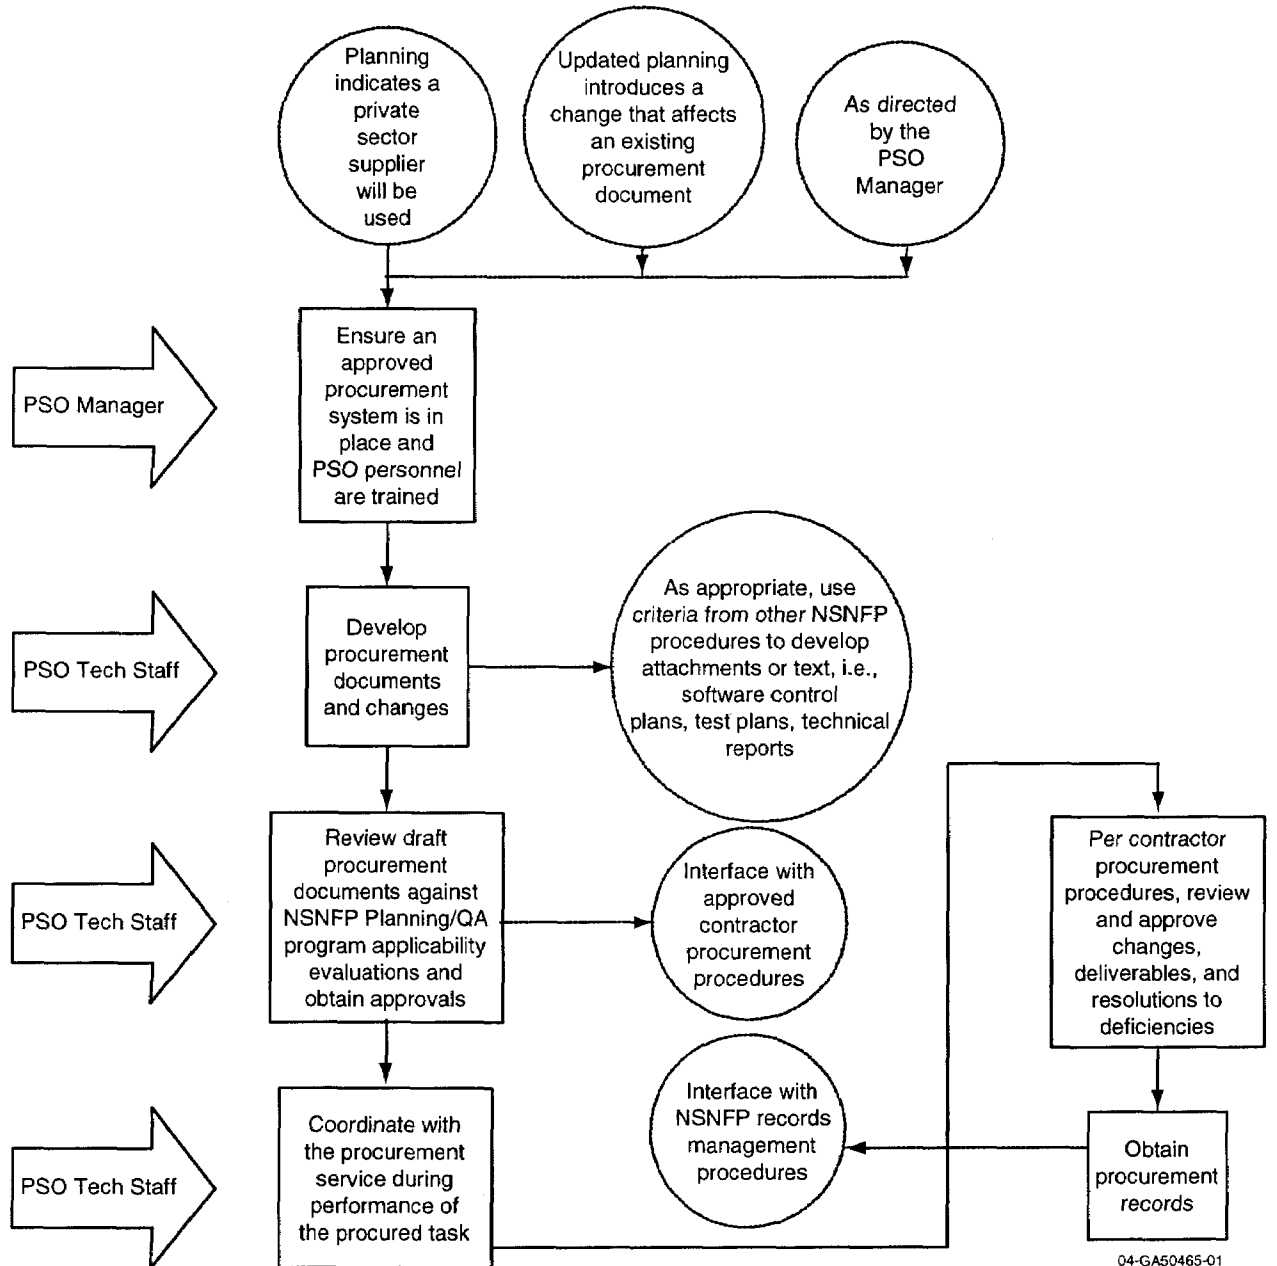 Planning
indicates a
private
sector
supplier
will be
used
Updated planning
introduces a
change that affects
an existing
procurement
document
As directed
by the
PSO
Manager
PSO Manager
Ensure an
approved
procurement
system is in
place and
PSO personnel
are trained
PSO Tech Staff
Develop
procurement
documents
and changes
As appropriate, use
criteria from other NSNFP
procedures to develop
attachments or text, i.e.,
software control
plans, test plans, technical
reports
PSO Tech Staff
Review draft
procurement
documents against
NSNFP Planning/QA
program applicability
evaluations and
obtain approvals
Interface with
approved
contractor
procurement
procedures
Per contractor
procurement
procedures, review
and approve
changes,
deliverables, and
resolutions to
deficiencies
PSO Tech Staff
Coordinate with
the procurement
service during
performance of
the procured task
Interface with
NSNFP records
management
procedures
Obtain
procurement
records
04-GA50465-01